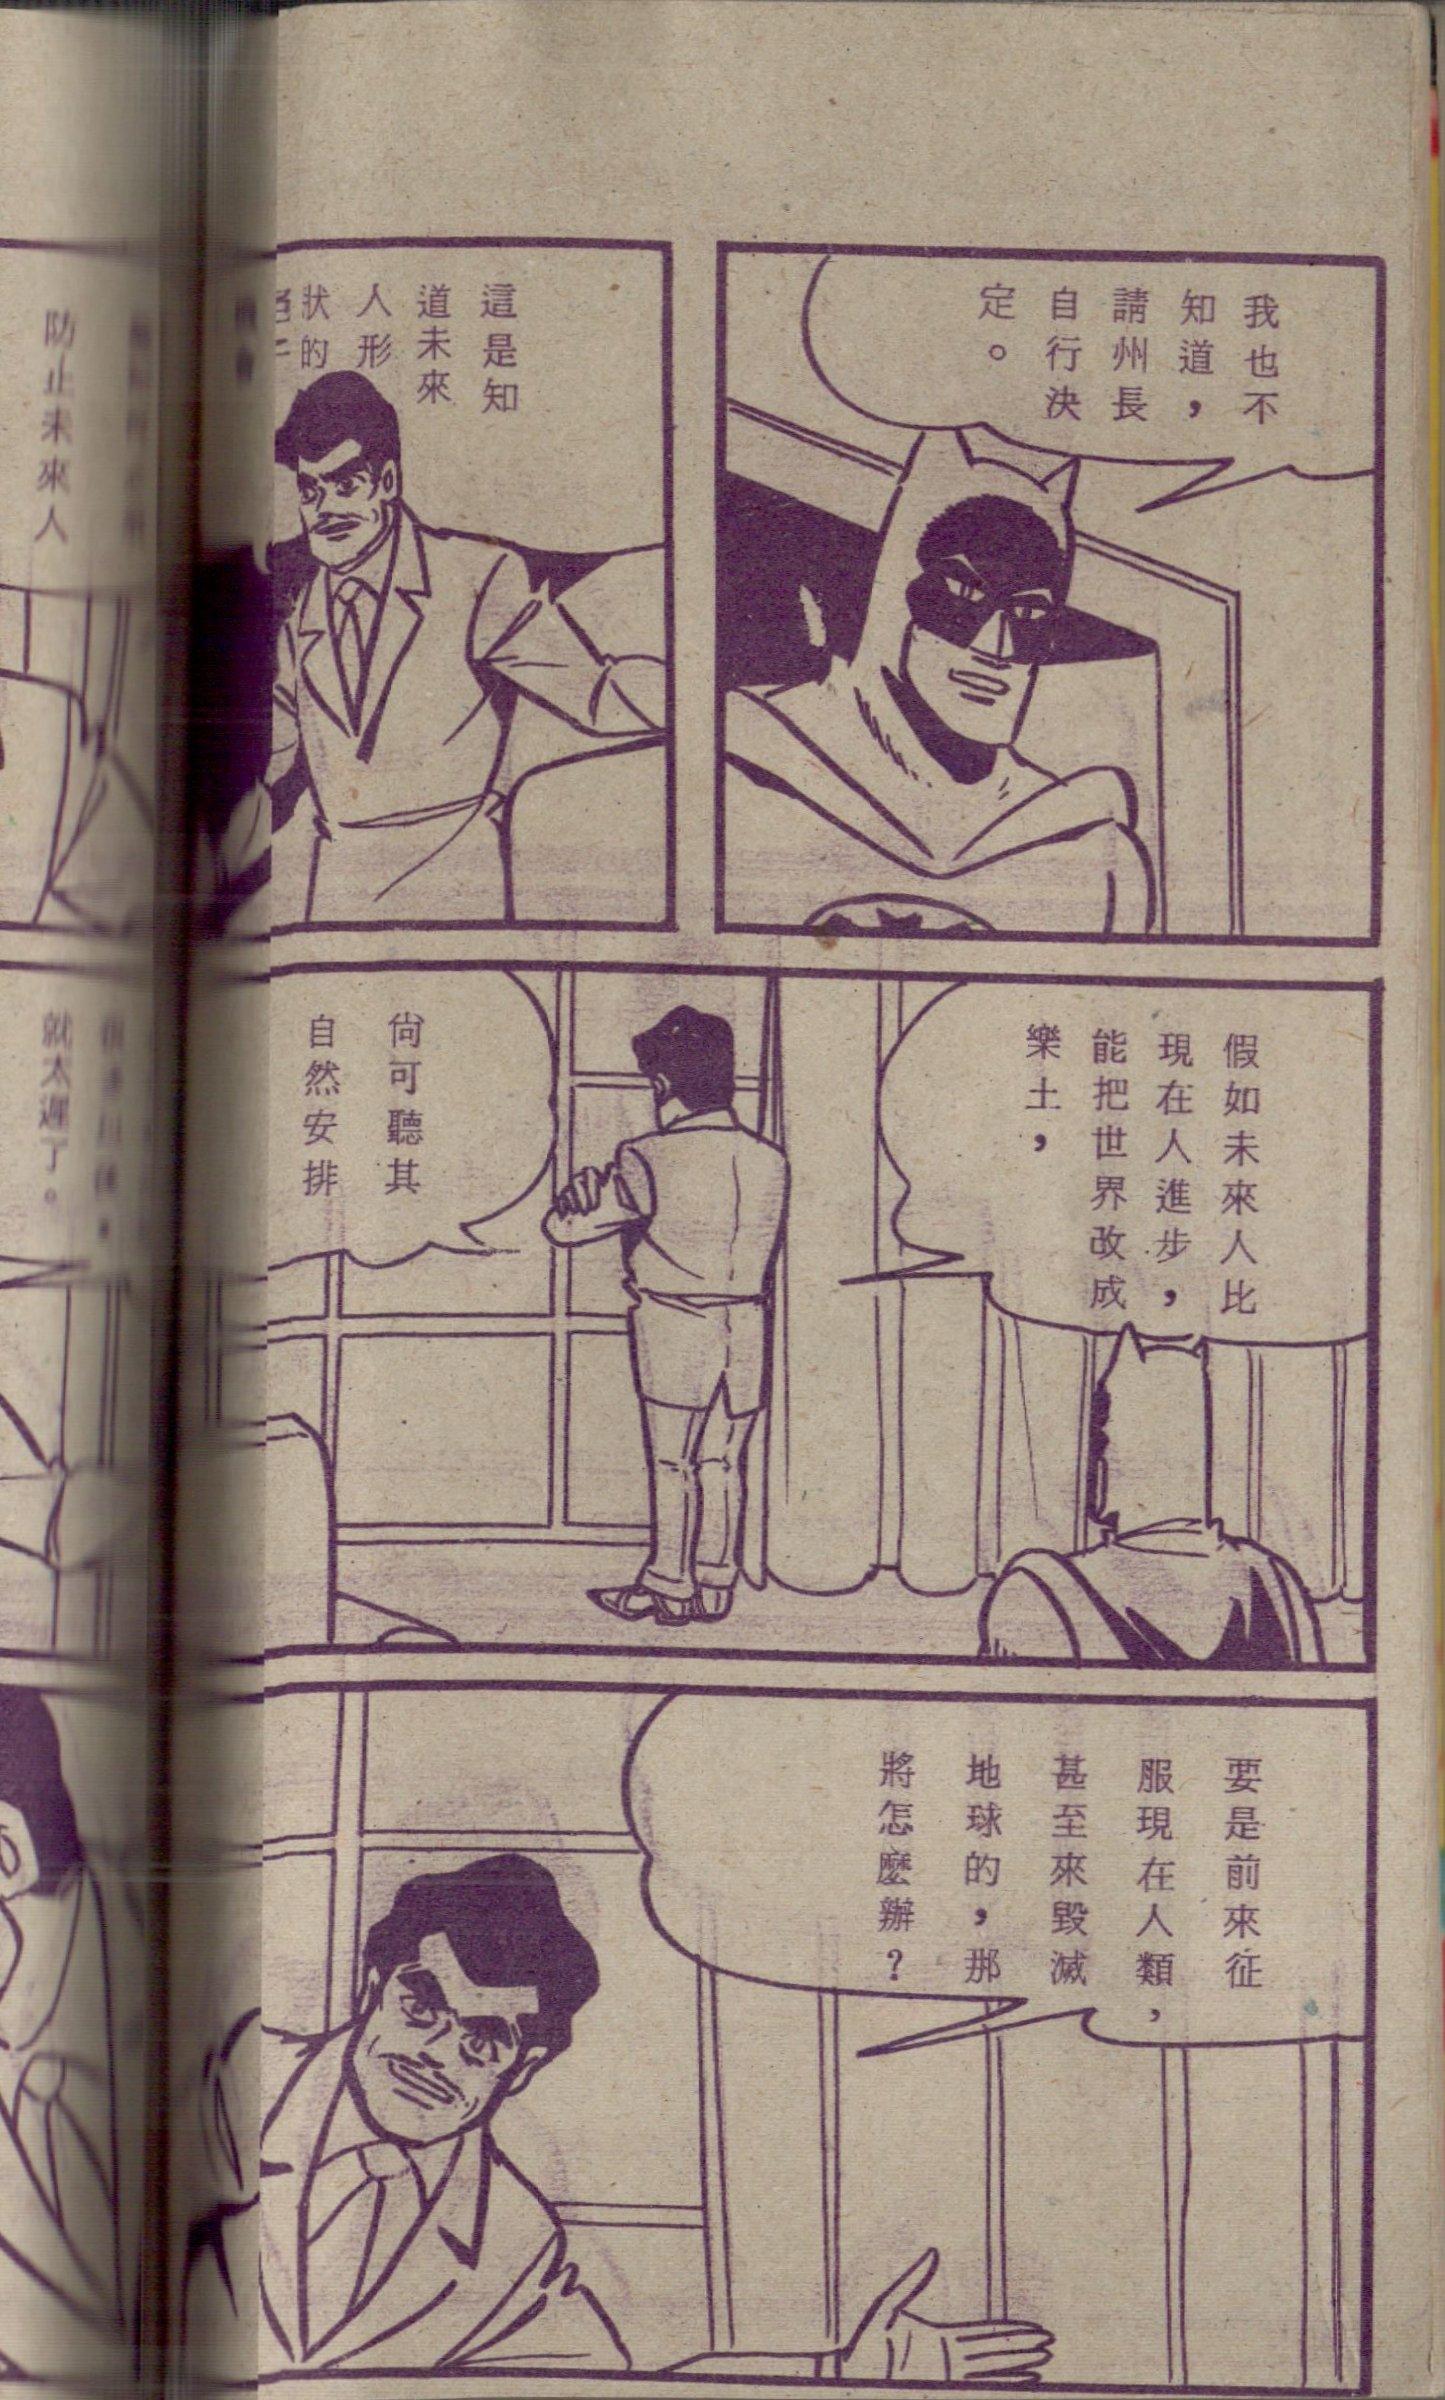 我也不
知道，
請州長
自行決
定。
這是知
道未來
人形
狀的
假如未來人比
現在人進步，
能把世界改成
樂土，
尙可聽其
自然安排
要是前來征
服現在人類，
甚至來毀滅
地球的，那
將怎麼辦？
防止未來人
就太遲了。